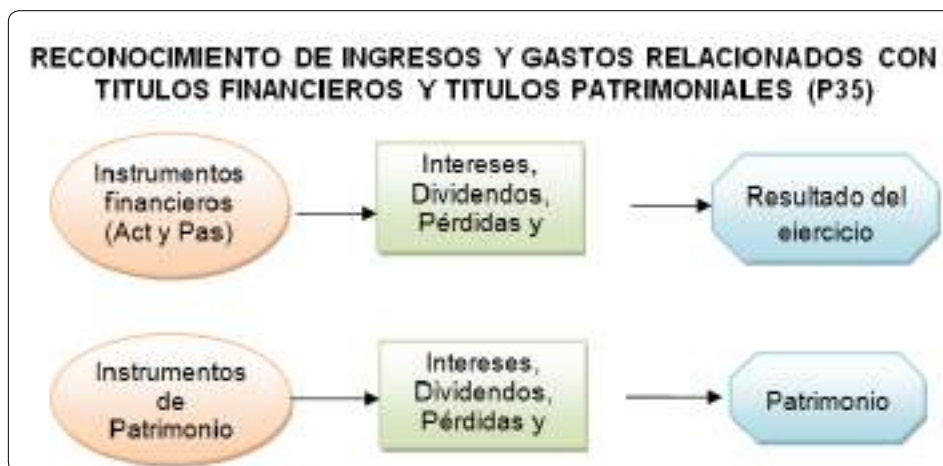 RECONOCIMIENTO DE INGRESOS Y GASTOS RELACIONADOS CON
TITULOS FINANCIEROS Y TITULOS PATRIMONIALES (P35)
Instrumentos
financieros
(Act y Pas)
Intereses,
Dividendos,
Pérdidas y
Resultado del
ejercicio
Instrumentos
de
Patrimonio
Intereses,
Dividendos,
Pérdidas y
Patrimonio